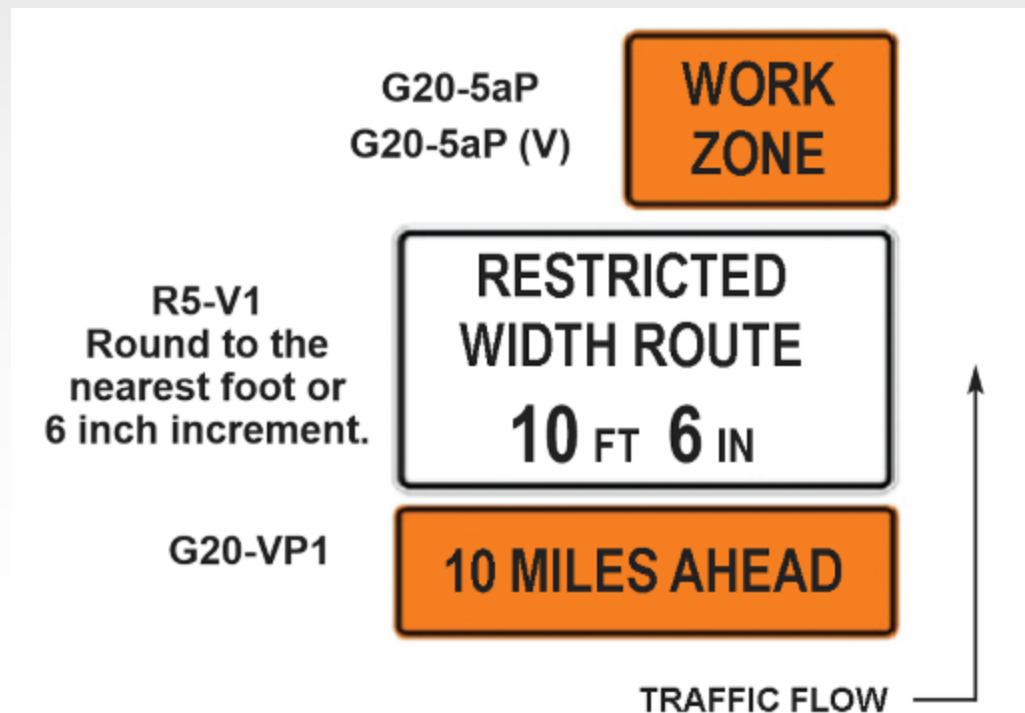 G20-5aP
G20-5aP (V)
WORK
ZONE
R5-V1
Round to the
nearest foot or
6 inch increment.
RESTRICTED
WIDTH ROUTE
10 FT 6 IN
G20-VP1
10 MILES AHEAD
TRAFFIC FLOW